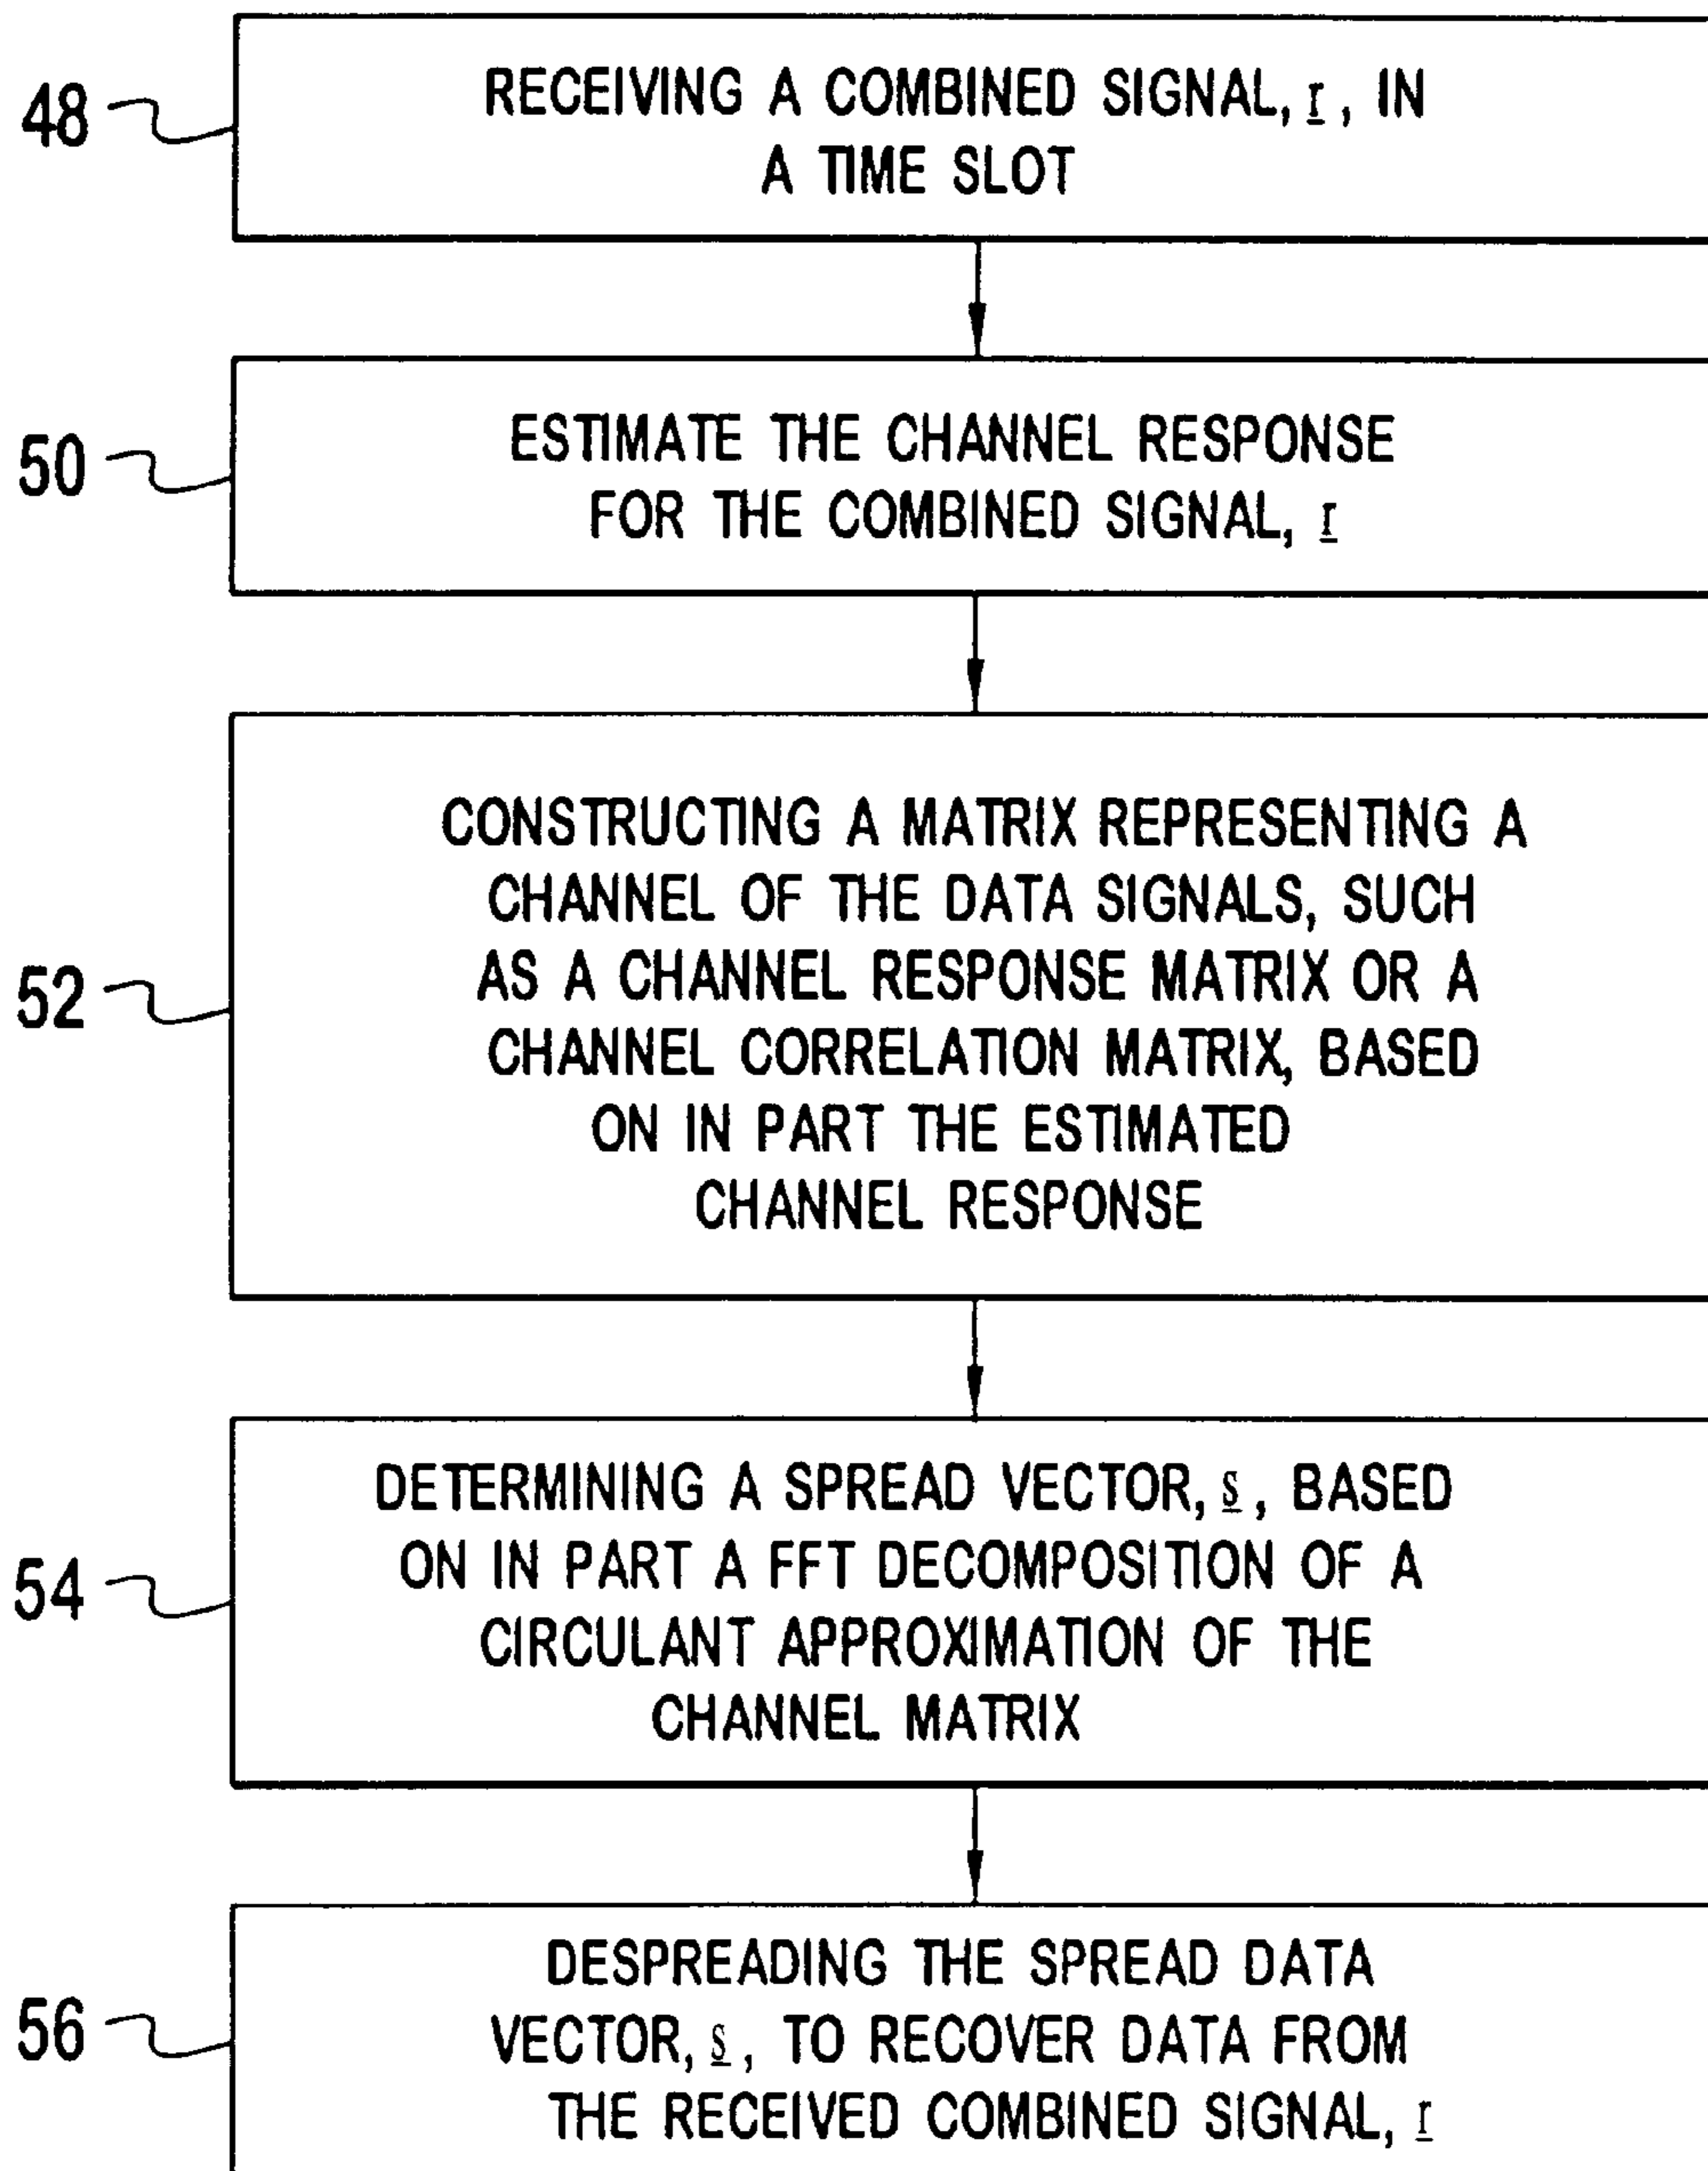 48
RECEIVING A COMBINED SIGNAL, r, IN
A TIME SLOT
50
ESTIMATE THE CHANNEL RESPONSE
FOR THE COMBINED SIGNAL, r
52
CONSTRUCTING A MATRIX REPRESENTING A
CHANNEL OF THE DATA SIGNALS, SUCH
AS A CHANNEL RESPONSE MATRIX OR A
CHANNEL CORRELATION MATRIX, BASED
ON IN PART THE ESTIMATED
CHANNEL RESPONSE
54
DETERMINING A SPREAD VECTOR, s, BASED
ON IN PART A FFT DECOMPOSITION OF A
CIRCULANT APPROXIMATION OF THE
CHANNEL MATRIX
56
DESPREADING THE SPREAD DATA
VECTOR, s, TO RECOVER DATA FROM
THE RECEIVED COMBINED SIGNAL, r